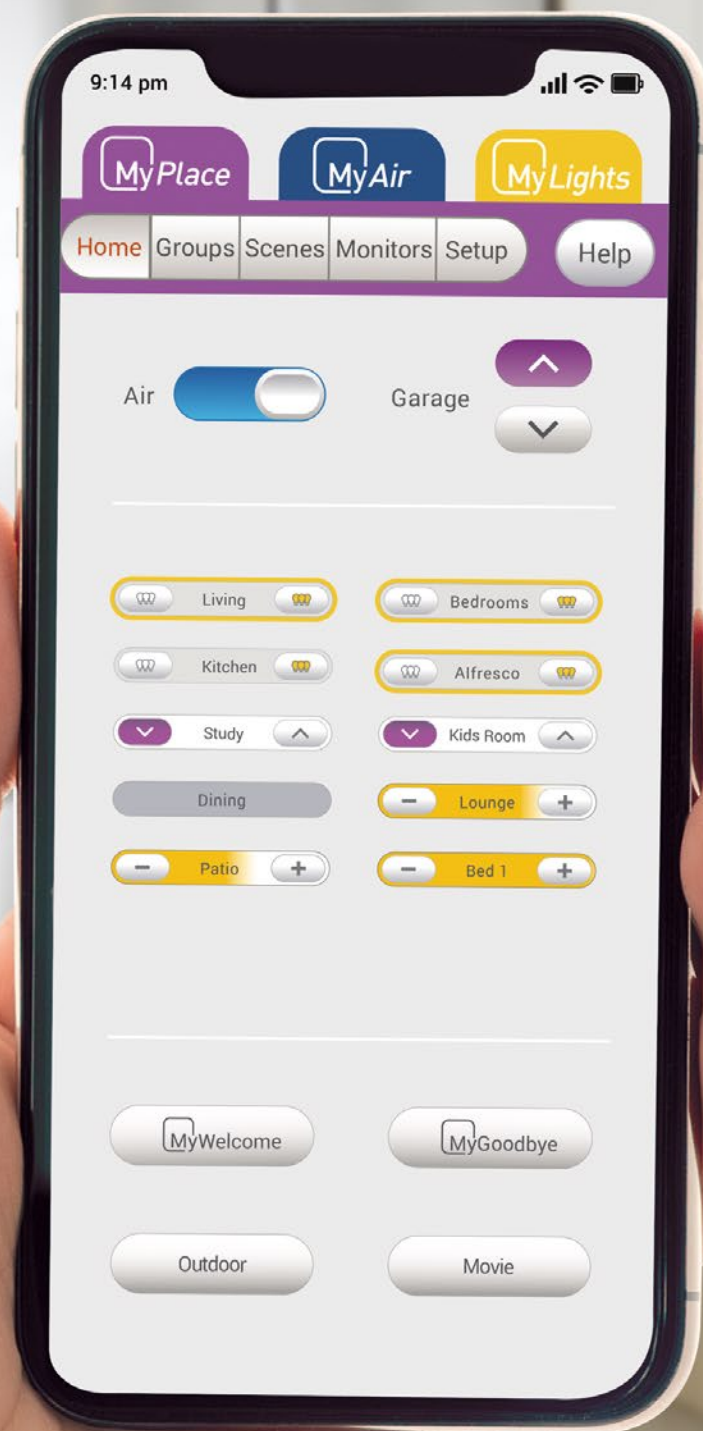 9:14 pm
MyPlace MyAir MyLights
Home Groups Scenes Monitors Setup Help
Air Garage
Living Bedrooms
Kitchen Alfresco
Study Kids Room
Dining Lounge
Patio Bed 1
MyWelcome MyGoodbye
Outdoor Movie